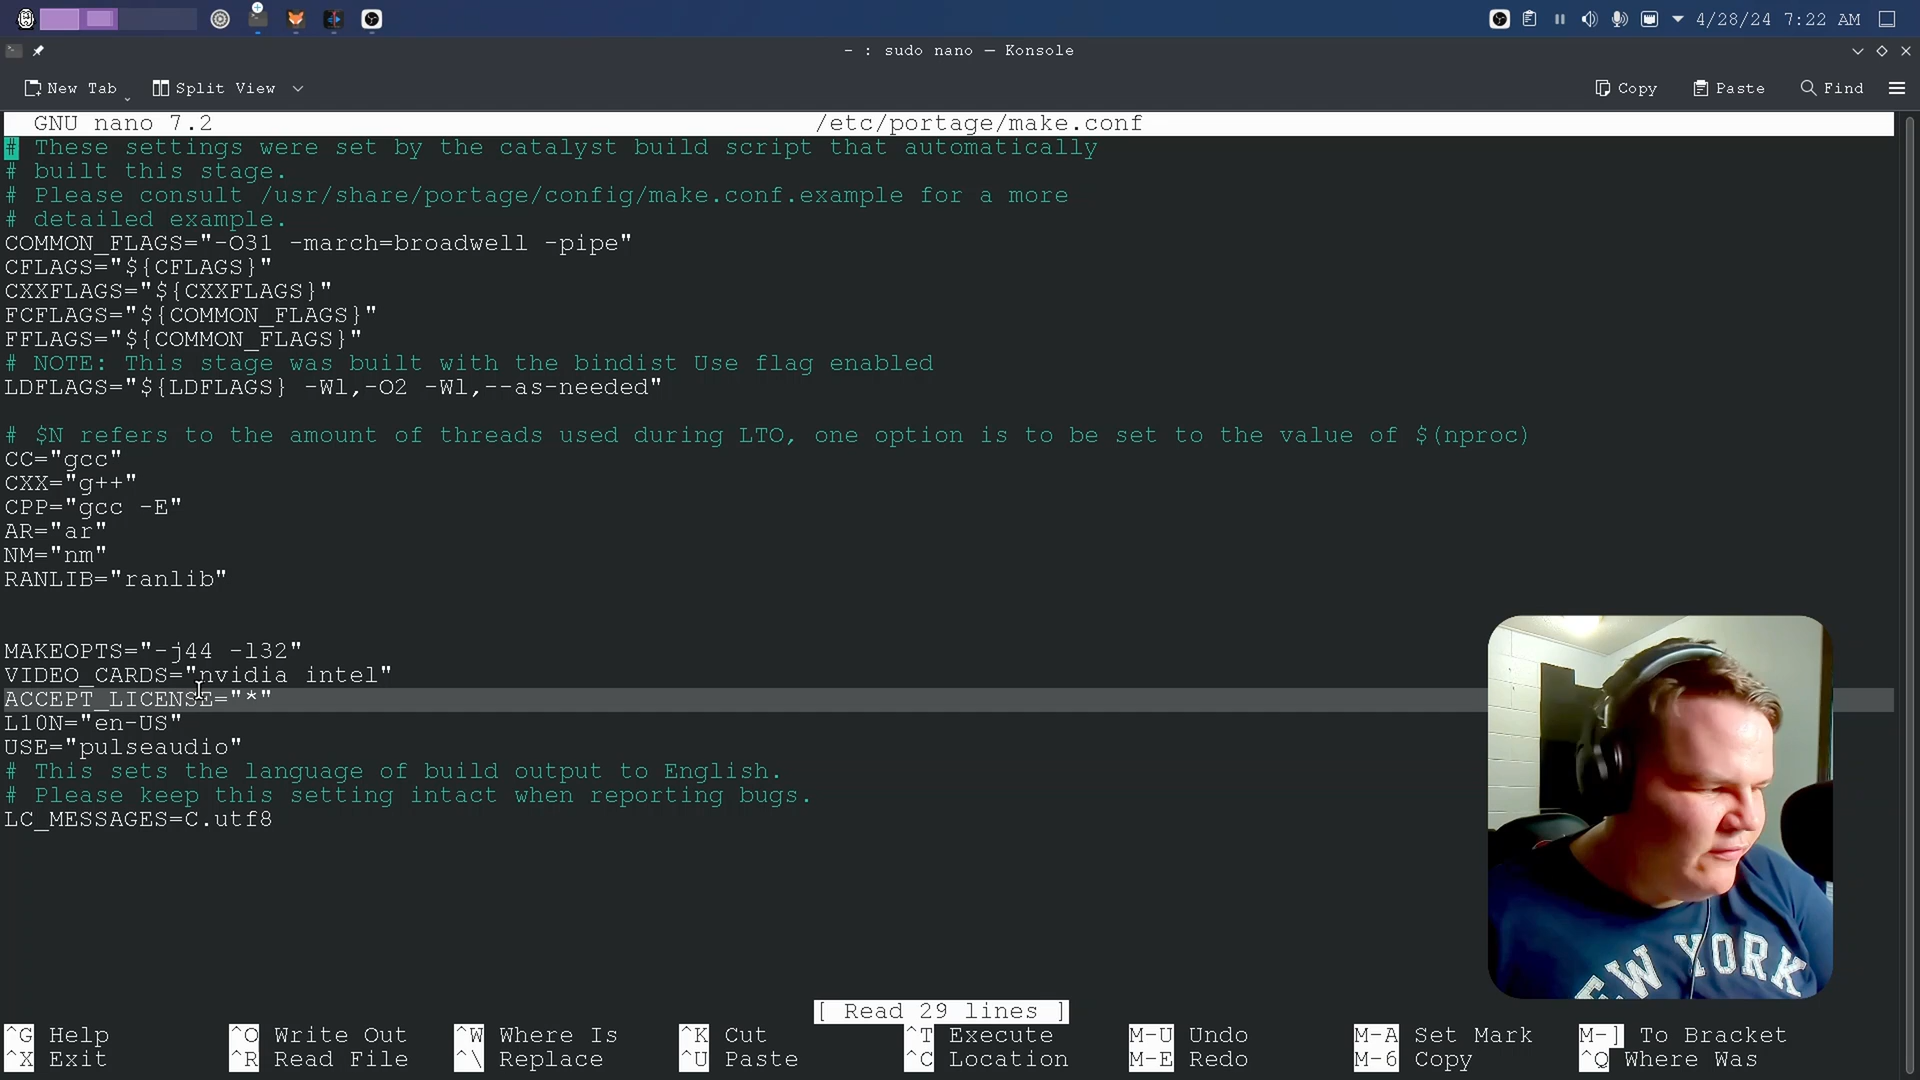 4/28/24 7:22 AM
~ : sudo nano — Konsole
New Tab
Split View
Copy
Paste
Find
GNU nano 7.2 /etc/portage/make.conf
# These settings were set by the catalyst build script that automatically
# built this stage.
# Please consult /usr/share/portage/config/make.conf.example for a more
# detailed example.
COMMON_FLAGS="-O31 -march=broadwell -pipe"
CFLAGS="${CFLAGS}"
CXXFLAGS="${CXXFLAGS}"
FCFLAGS="${COMMON_FLAGS}"
FFLAGS="${COMMON_FLAGS}"
# NOTE: This stage was built with the bindist Use flag enabled
LDFLAGS="${LDFLAGS} -Wl,-O2 -Wl,--as-needed"
# $N refers to the amount of threads used during LTO, one option is to be set to the value of $(nproc)
CC="gcc"
CXX="g++"
CPP="gcc -E"
AR="ar"
NM="nm"
RANLIB="ranlib"
MAKEOPTS="-j44 -l32"
VIDEO_CARDS="nvidia intel"
ACCEPT_LICENSE="*"
L10N="en-US"
USE="pulseaudio"
# This sets the language of build output to English.
# Please keep this setting intact when reporting bugs.
LC_MESSAGES=C.utf8
NEW YORK
[ Read 29 lines ]
^G Help ^O Write Out ^W Where Is ^K Cut ^T Execute M-U Undo M-A Set Mark M-] To Bracket
^X Exit ^R Read File ^\ Replace ^U Paste ^C Location M-E Redo M-6 Copy ^Q Where Was